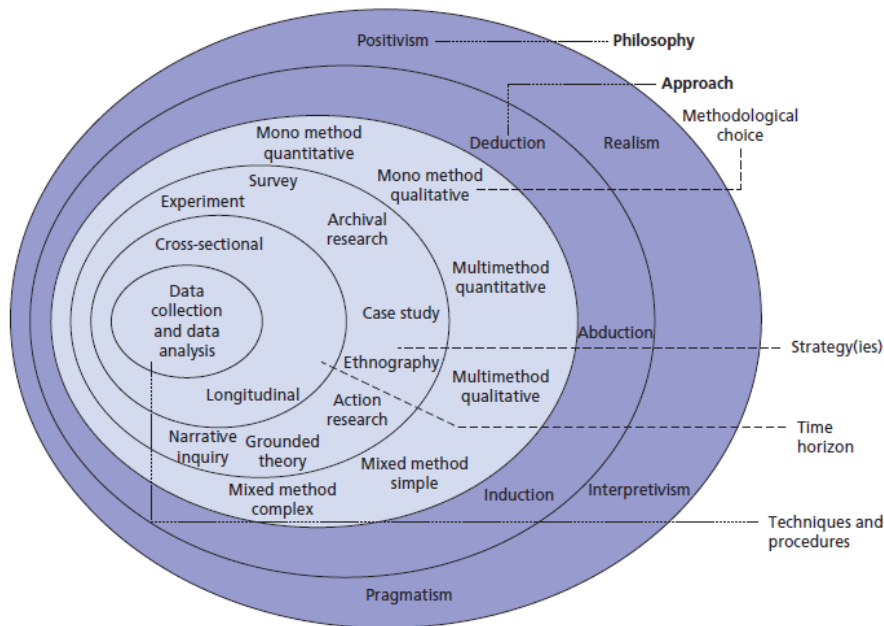 Positivism
Philosophy
Approach
Methodological
choice
Mono method
quantitative
Deduction
Realism
Mono method
qualitative
Survey
Experiment
Archival
research
Cross-sectional
Multimethod
quantitative
Data
collection
and data
analysis
Case study
Abduction
Strategy(ies)
Ethnography
Multimethod
qualitative
Longitudinal
Action
research
Time
horizon
Narrative
inquiry
Grounded
theory
Mixed method
simple
Mixed method
complex
Induction
Interpretivism
Techniques and
procedures
Pragmatism